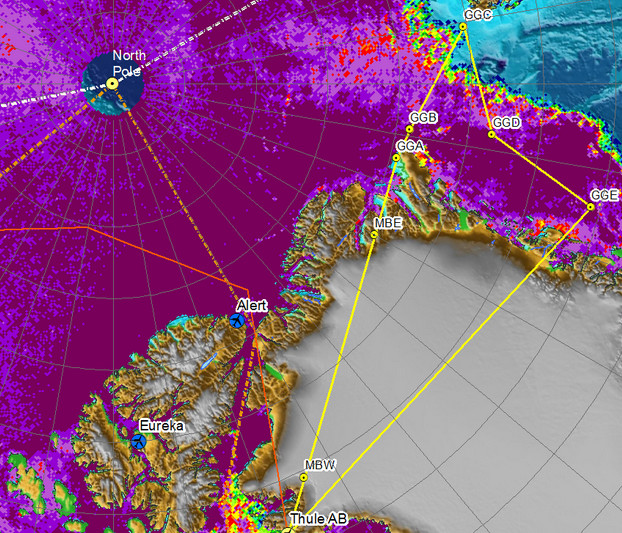 GGC
North
Pole
GGB
GGD
GGA
GGE
MBE
Alert
Eureka
MBW
Thule AB